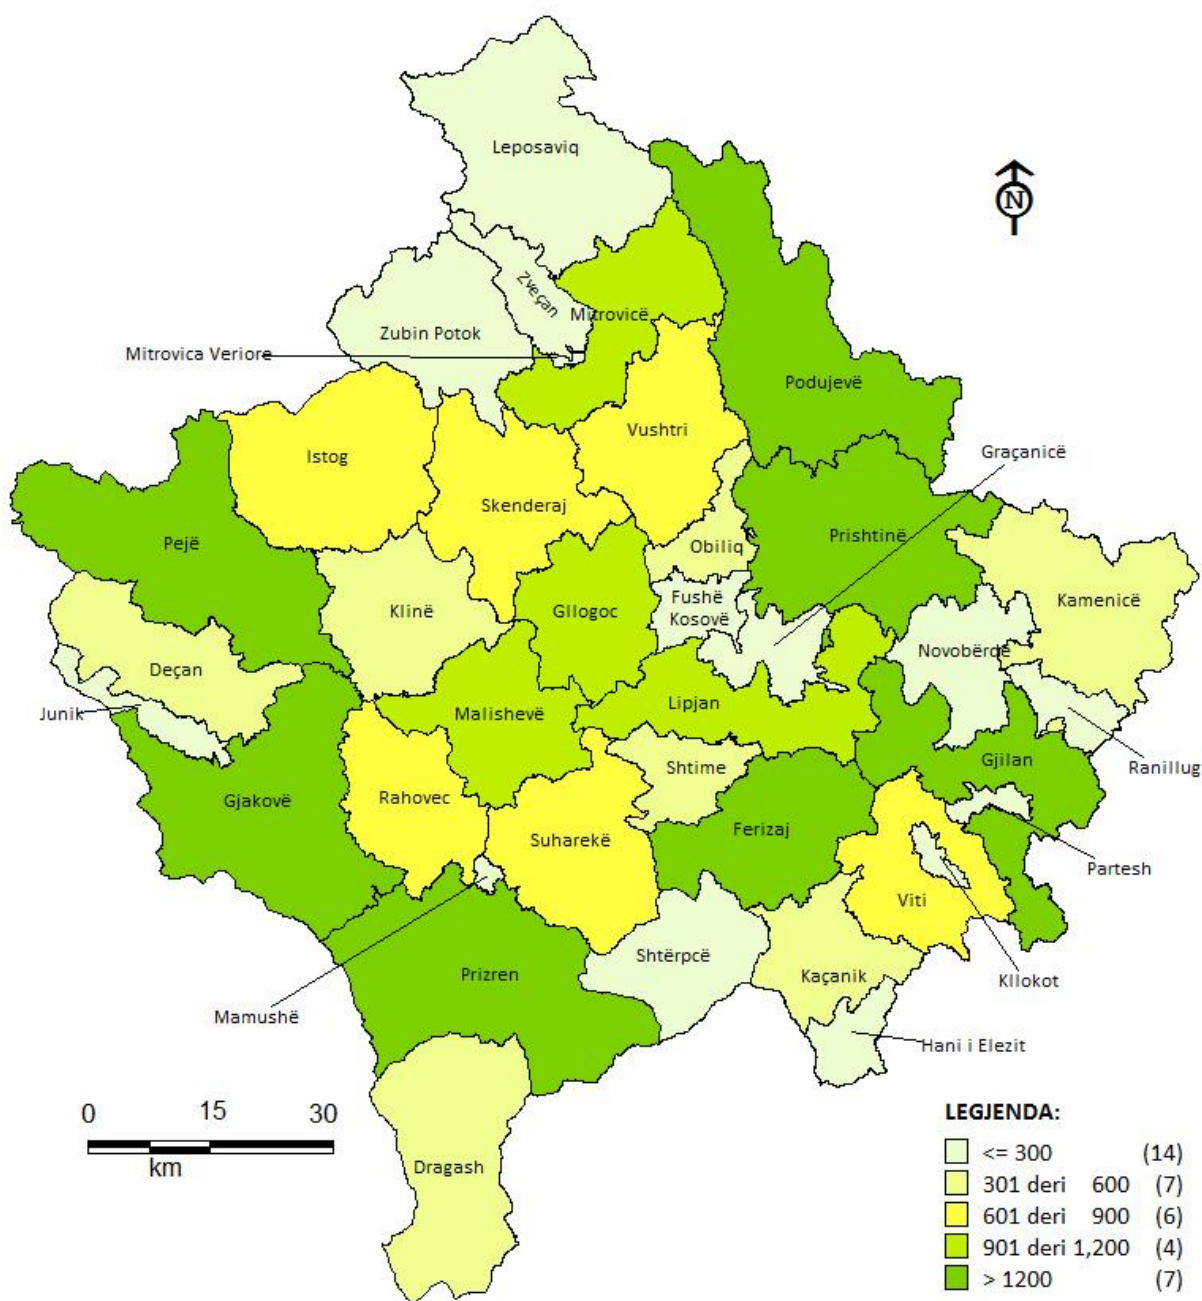 Leposaviq
N
Zveçan
Mitrovicë
Zubin Potok
Mitrovica Veriore
Podujevë
Vushtri
Graçanicë
Istog
Skenderaj
Prishtinë
Pejë
Obiliq
Fushë
Kosovë
Klinë
Gllogoc
Kamenicë
Novobërdë
Deçan
Junik
Malishevë
Lipjan
Shtime
Gjilan
Ranillug
Gjakovë
Rahovec
Ferizaj
Suharekë
Partesh
Viti
Shtërpcë
Prizren
Kaçanik
Kllokot
Mamushë
Hani i Elezit
0 15 30
km
Dragash
LEGJENDA:
<= 300 (14)
301 deri 600 (7)
601 deri 900 (6)
901 deri 1,200 (4)
> 1200 (7)